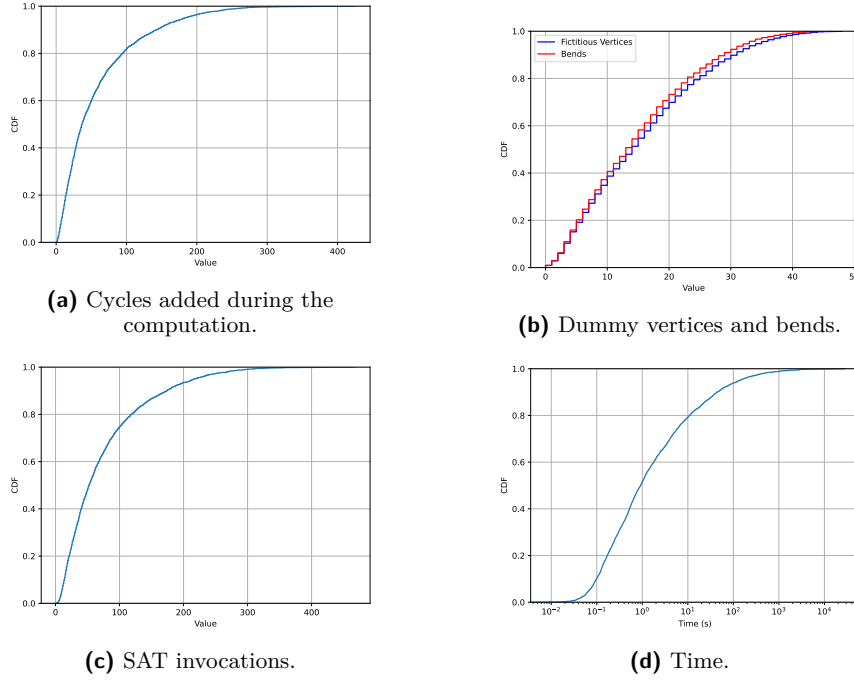 1.0
0.8
0.6
0.4
0.2
0.0
CDF
0 100 200 300 400
Value
(a) Cycles added during the
computation.
Fictitious Vertices
Bends
1.0
0.8
0.6
0.4
0.2
0.0
CDF
0 10 20 30 40 50
Value
(b) Dummy vertices and bends.
1.0
0.8
0.6
0.4
0.2
0.0
CDF
0 100 200 300 400
Value
(c) SAT invocations.
1.0
0.8
0.6
0.4
0.2
0.0
CDF
10⁻² 10⁻¹ 10⁰ 10¹ 10² 10³ 10⁴
Time (s)
(d) Time.